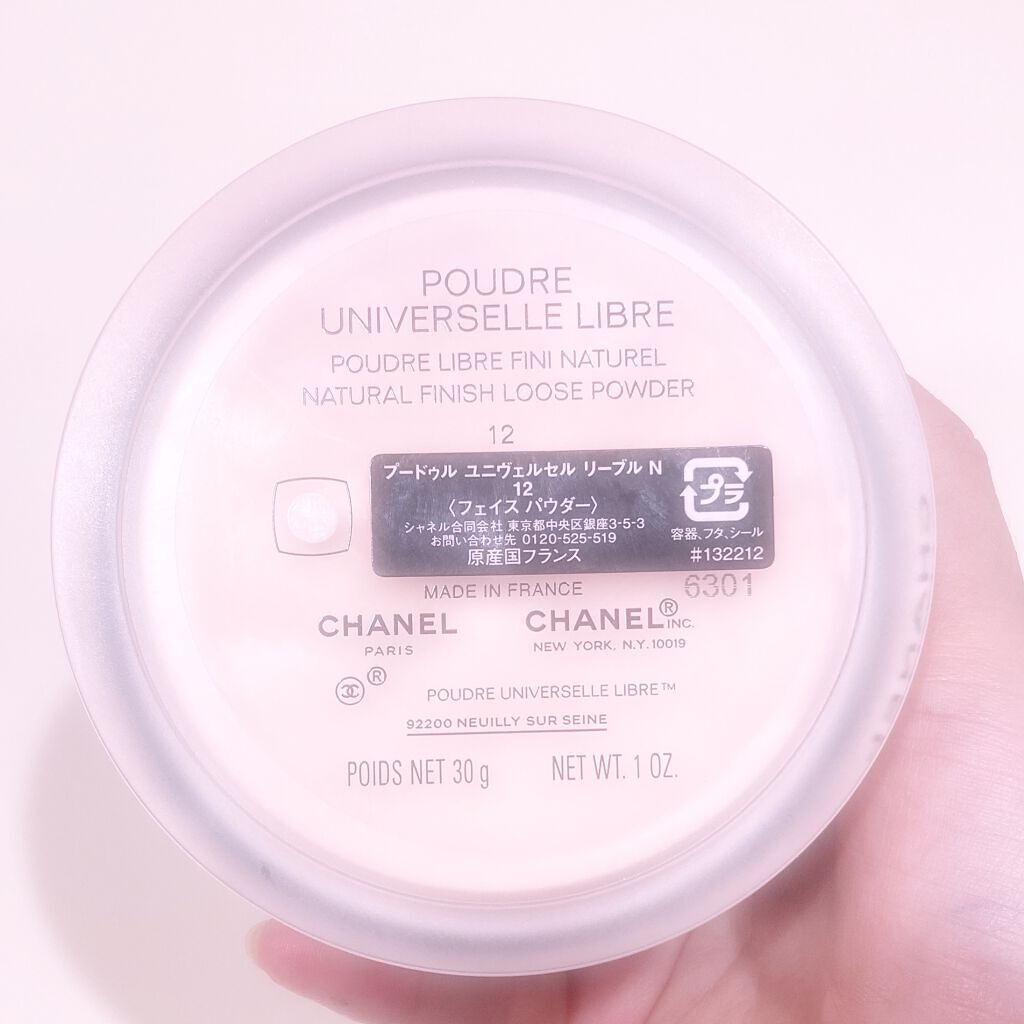 POUDRE
UNIVERSELLE LIBRE
POUDRE LIBRE FINI NATUREL
NATURAL FINISH LOOSE POWDER
12
プードゥル ユニヴェルセル リーブル N
12
〈フェイス パウダー〉
シャネル合同会社 東京都中央区銀座3-5-3
お問い合わせ先 0120-525-519
原産国フランス
プラ
容器、フタ、シール
#132212
MADE IN FRANCE
6301
CHANEL
PARIS
CHANEL® INC.
NEW YORK, N.Y. 10019
®
POUDRE UNIVERSELLE LIBRE™
92200 NEUILLY SUR SEINE
POIDS NET 30 g
NET WT. 1 OZ.